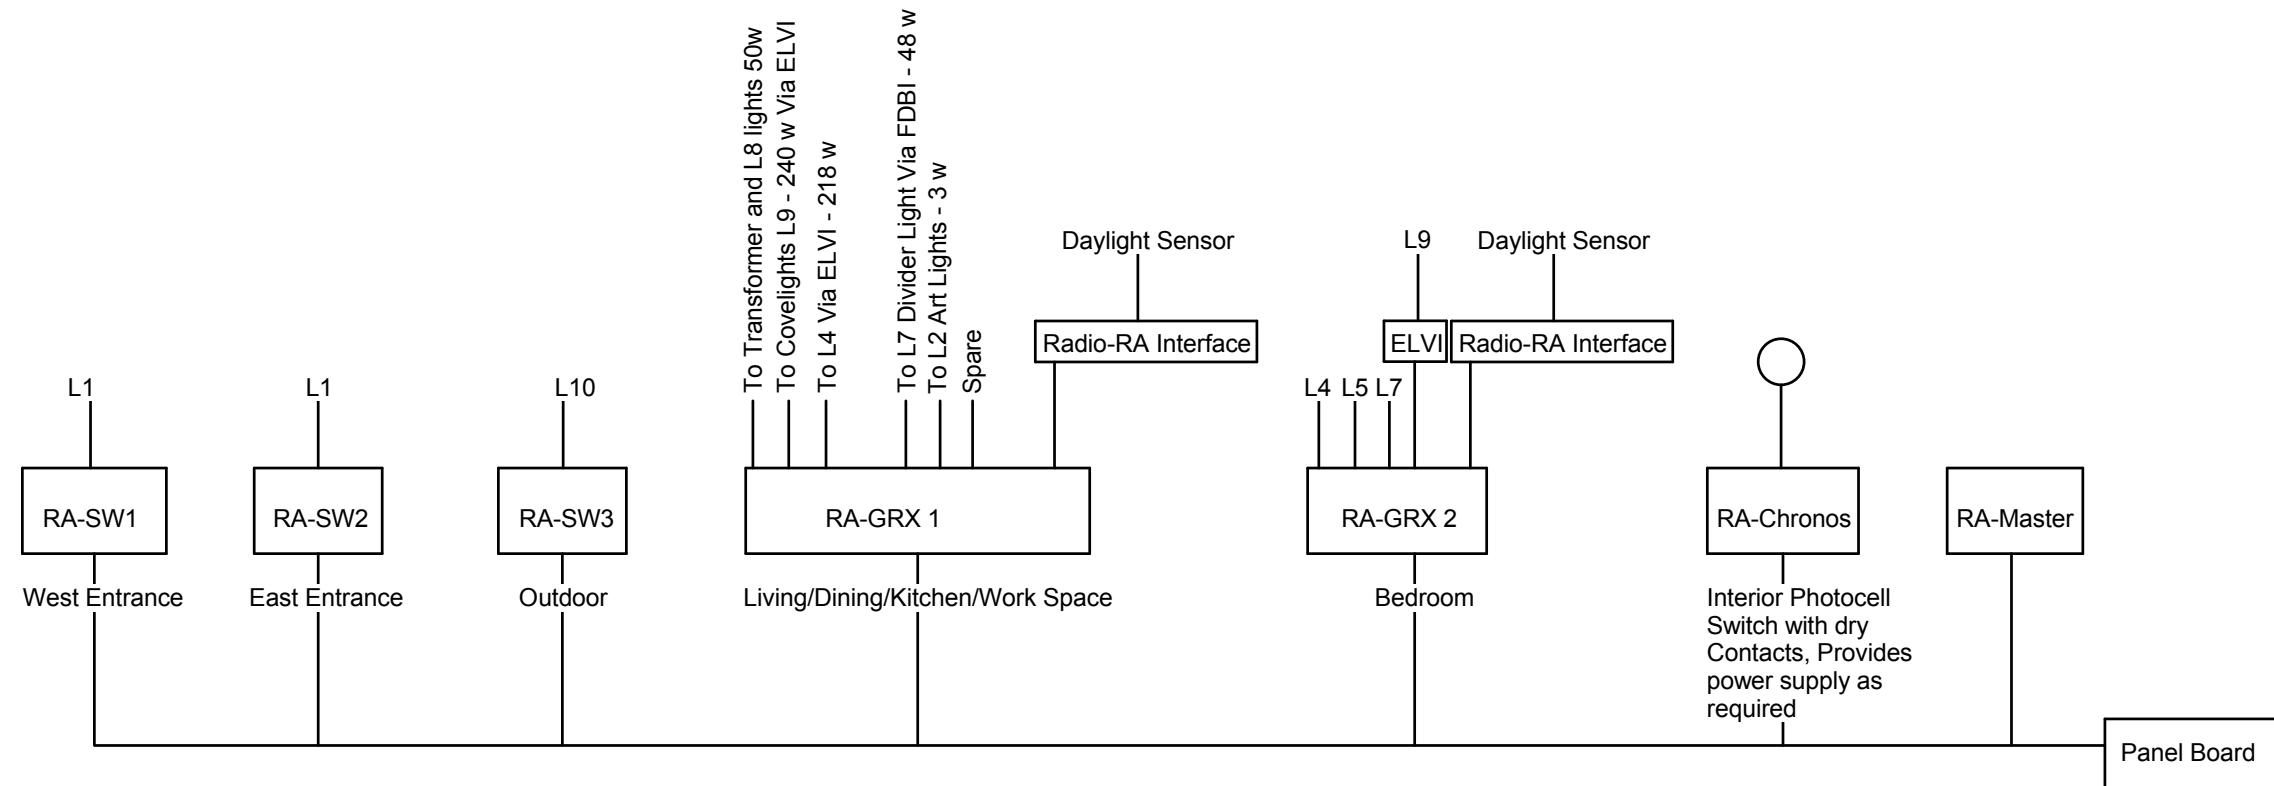 To Transformer and L8 lights 50w
To Covelights L9 - 240 w Via ELVI
To L4 Via ELVI - 218 w
To L7 Divider Light Via FDBI - 48 w
To L2 Art Lights - 3 w
Spare
Daylight Sensor
L9
Daylight Sensor
Radio-RA Interface
ELVI
Radio-RA Interface
L1
L1
L10
L4
L5
L7
RA-SW1
RA-SW2
RA-SW3
RA-GRX 1
RA-GRX 2
RA-Chronos
RA-Master
West Entrance
East Entrance
Outdoor
Living/Dining/Kitchen/Work Space
Bedroom
Interior Photocell
Switch with dry
Contacts, Provides
power supply as
required
Panel Board